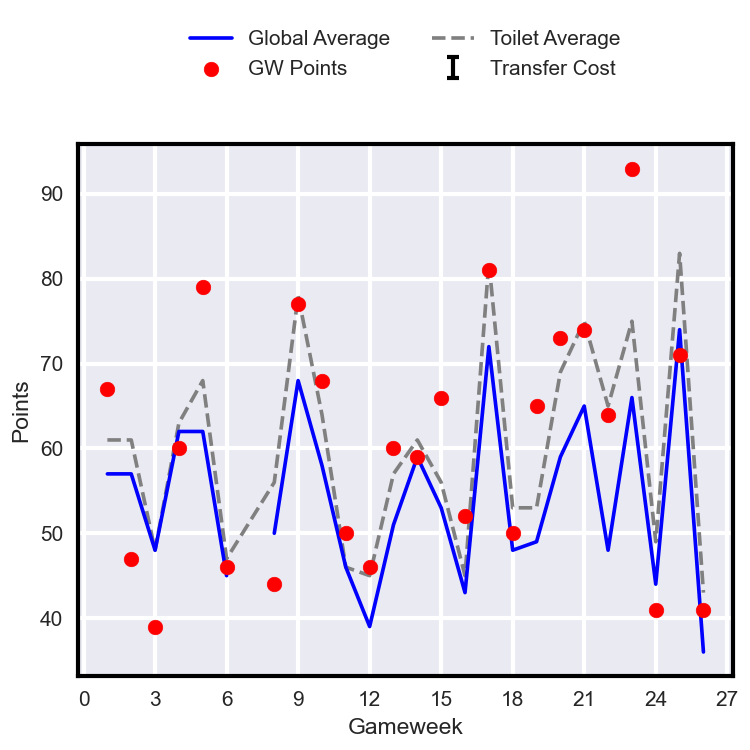 Global Average
Toilet Average
GW Points
Transfer Cost
90
80
70
60
50
40
Points
0 3 6 9 12 15 18 21 24 27
Gameweek